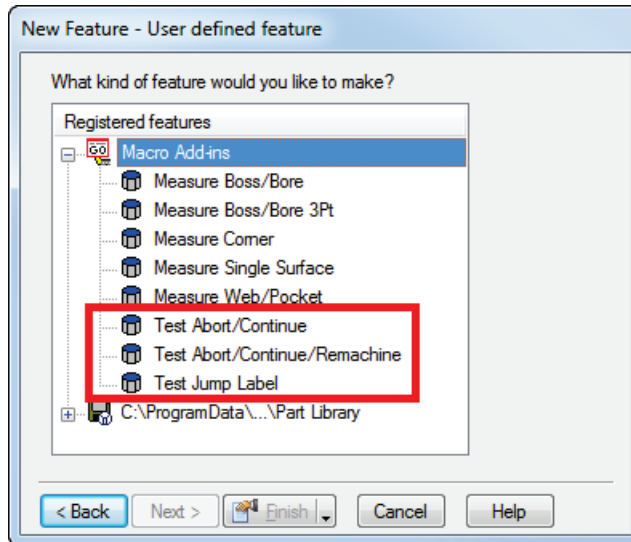 New Feature - User defined feature
What kind of feature would you like to make?
Registered features
GO Macro Add-ins
Measure Boss/Bore
Measure Boss/Bore 3Pt
Measure Corner
Measure Single Surface
Measure Web/Pocket
Test Abort/Continue
Test Abort/Continue/Remachine
Test Jump Label
C:\ProgramData\...\Part Library
< Back Next > Finish Cancel Help